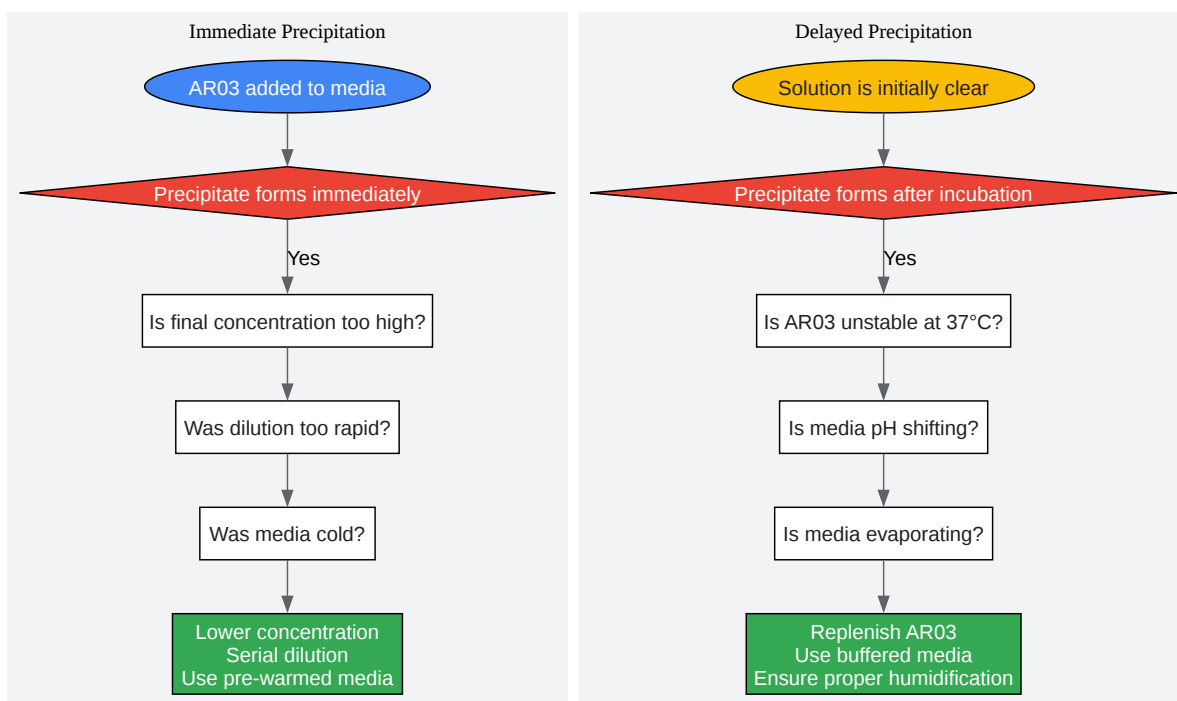 Immediate Precipitation
AR03 added to media
Precipitate forms immediately
Yes
Is final concentration too high?
Was dilution too rapid?
Was media cold?
Lower concentration
Serial dilution
Use pre-warmed media
Delayed Precipitation
Solution is initially clear
Precipitate forms after incubation
Yes
Is AR03 unstable at 37°C?
Is media pH shifting?
Is media evaporating?
Replenish AR03
Use buffered media
Ensure proper humidification